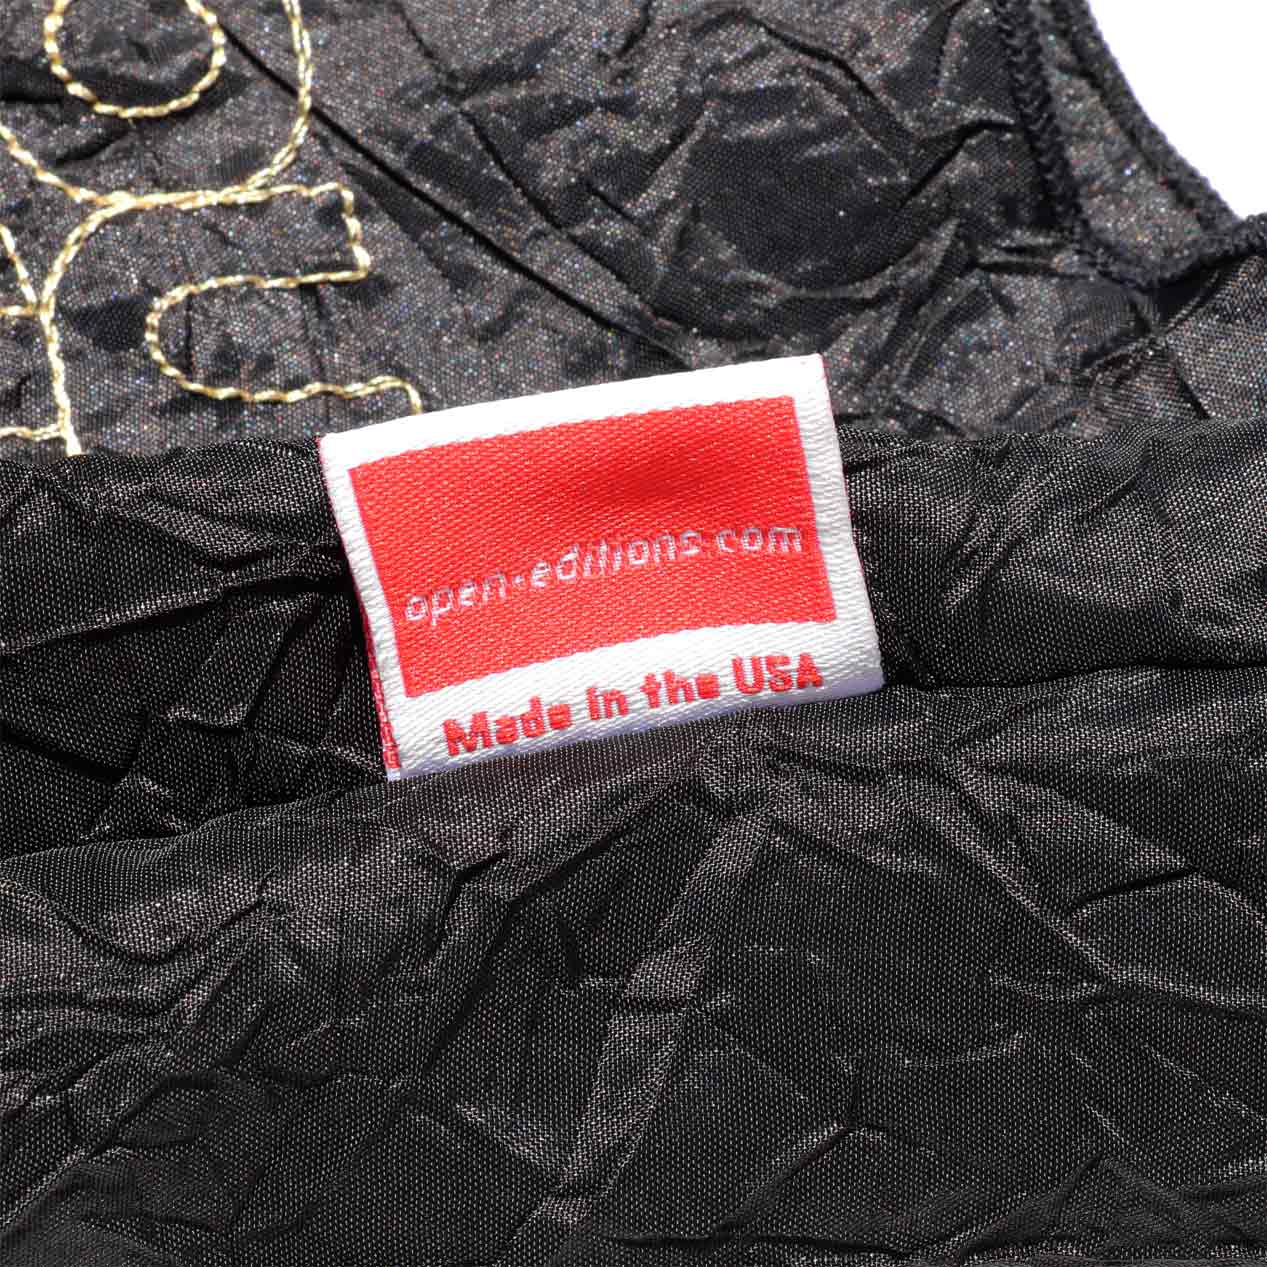 open-editions.com
Made in the USA